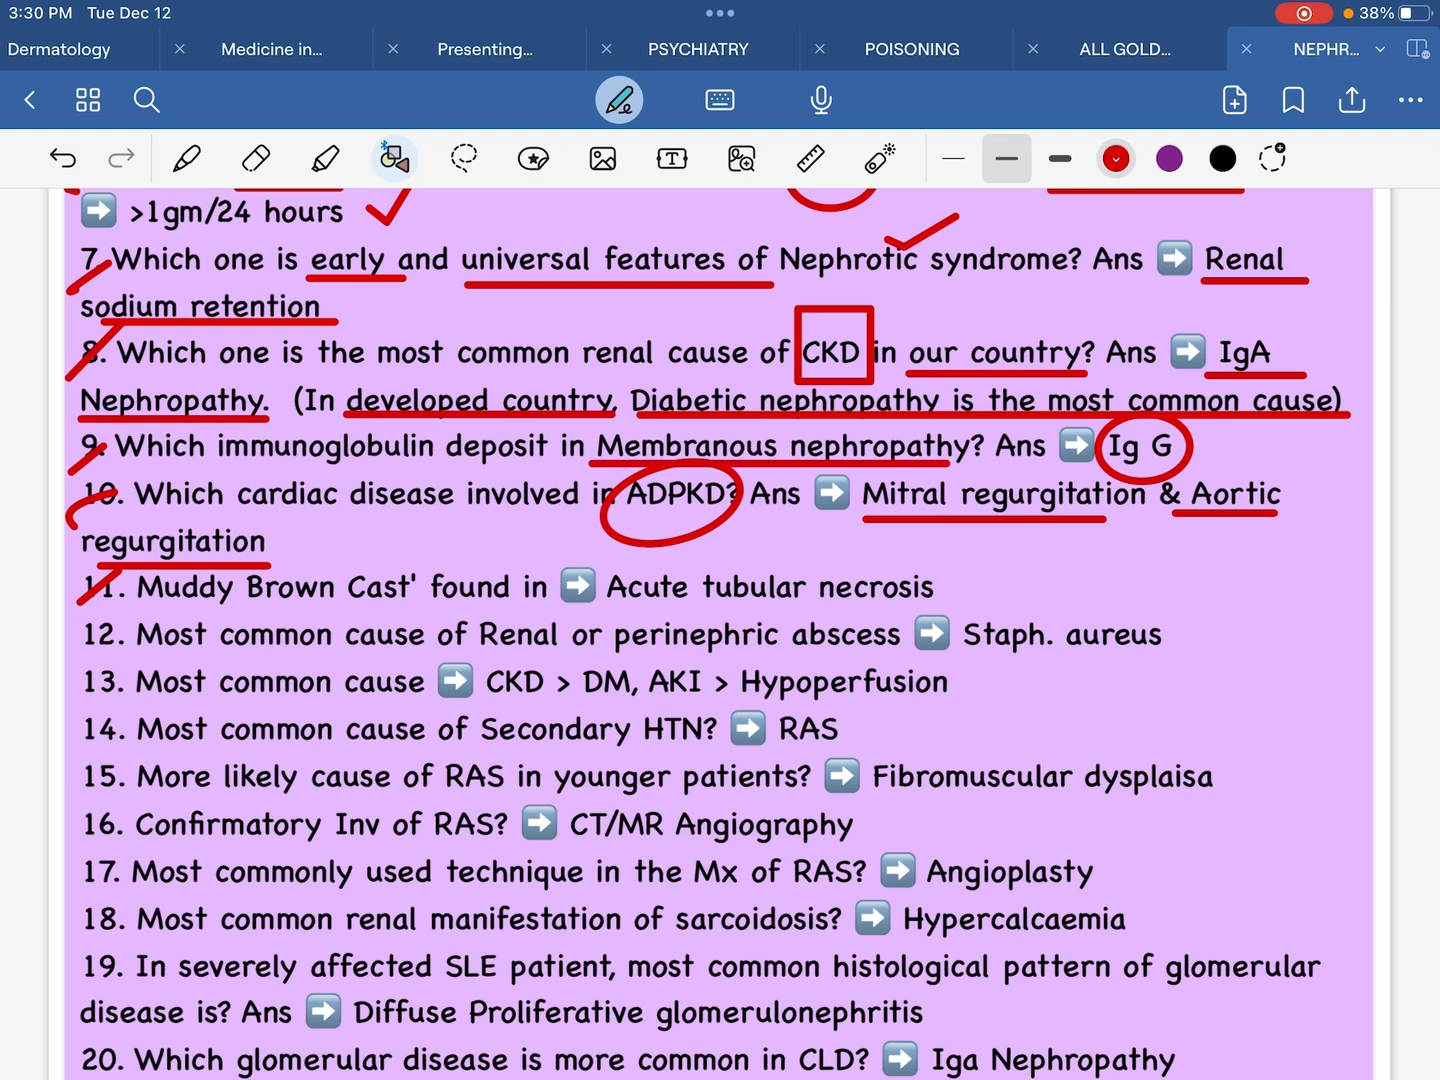 3:30 PM Tue Dec 12
38%
Dermatology
Medicine in...
Presenting...
PSYCHIATRY
POISONING
ALL GOLD...
NEPHR...
>1gm/24 hours
7. Which one is early and universal features of Nephrotic syndrome? Ans ➡️ Renal
sodium retention
8. Which one is the most common renal cause of CKD in our country? Ans ➡️ IgA
Nephropathy. (In developed country, Diabetic nephropathy is the most common cause)
9. Which immunoglobulin deposit in Membranous nephropathy? Ans ➡️ Ig G
10. Which cardiac disease involved in ADPKD? Ans ➡️ Mitral regurgitation & Aortic
regurgitation
11. Muddy Brown Cast' found in ➡️ Acute tubular necrosis
12. Most common cause of Renal or perinephric abscess ➡️ Staph. aureus
13. Most common cause ➡️ CKD > DM, AKI > Hypoperfusion
14. Most common cause of Secondary HTN? ➡️ RAS
15. More likely cause of RAS in younger patients? ➡️ Fibromuscular dysplaisa
16. Confirmatory Inv of RAS? ➡️ CT/MR Angiography
17. Most commonly used technique in the Mx of RAS? ➡️ Angioplasty
18. Most common renal manifestation of sarcoidosis? ➡️ Hypercalcaemia
19. In severely affected SLE patient, most common histological pattern of glomerular
disease is? Ans ➡️ Diffuse Proliferative glomerulonephritis
20. Which glomerular disease is more common in CLD? ➡️ Iga Nephropathy